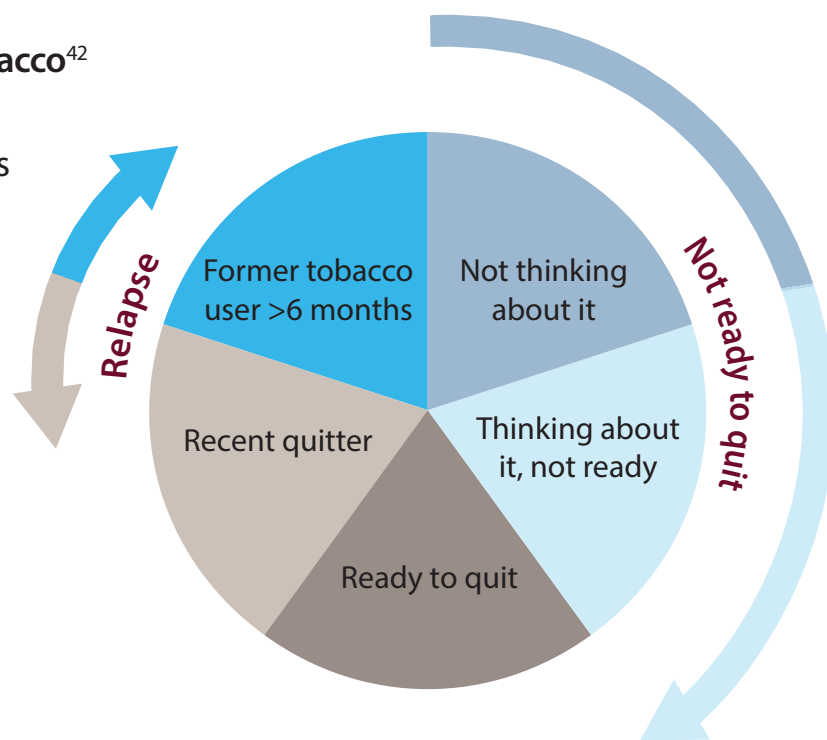 acco42
s
Relapse
Former tobacco
user >6 months
Not thinking
about it
Not ready to quit
Recent quitter
Thinking about
it, not ready
Ready to quit